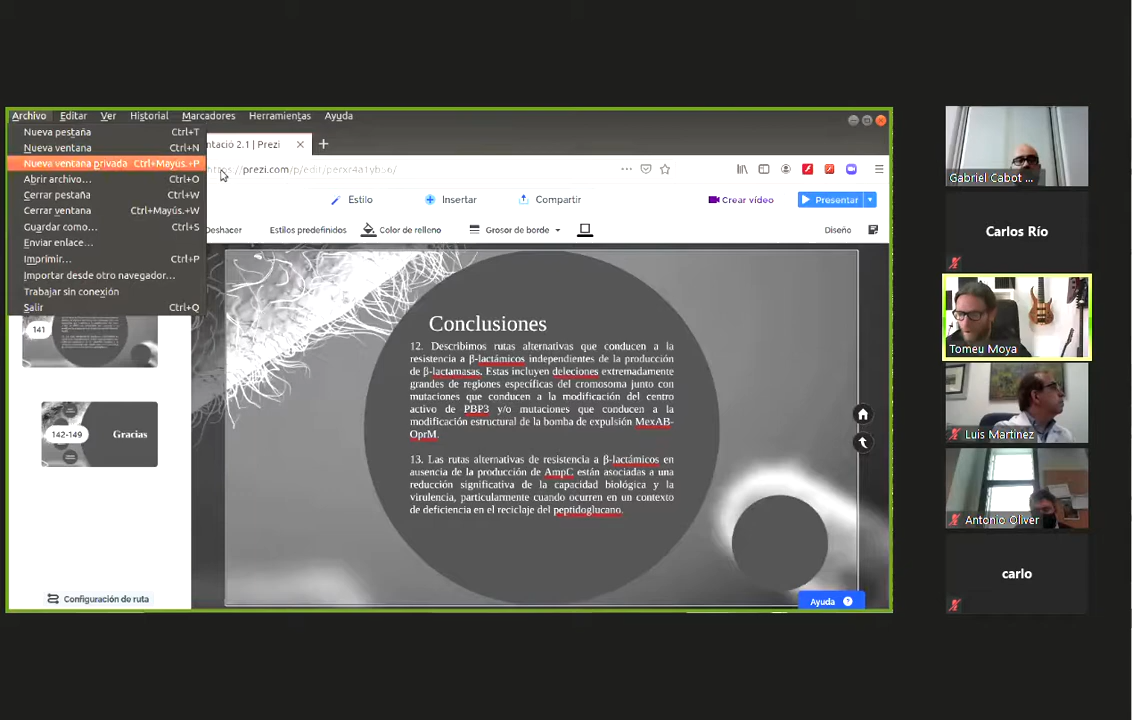 Archivo Editar Ver Historial Marcadores Herramientas Ayuda
Nueva pestaña Ctrl+T
Nueva ventana Ctrl+N
Nueva ventana privada Ctrl+Mayús.+P
Abrir archivo... Ctrl+O
Cerrar pestaña Ctrl+W
Cerrar ventana Ctrl+Mayús.+W
Guardar como... Ctrl+S
Enviar enlace...
Imprimir... Ctrl+P
Importar desde otro navegador...
Trabajar sin conexión
Salir Ctrl+Q
ntació 2.1 | Prezi
prezi.com/p/edit/perxr4a1ybs6/
Estilo Insertar Compartir Crear vídeo Presentar
Deshacer Estilos predefinidos Color de relleno Grosor de borde Diseño
141
142-149 Gracias
Configuración de ruta
Conclusiones
12. Describimos rutas alternativas que conducen a la
resistencia a β-lactámicos independientes de la producción
de β-lactamasas. Estas incluyen deleciones extremadamente
grandes de regiones específicas del cromosoma junto con
mutaciones que conducen a la modificación del centro
activo de PBP3 y/o mutaciones que conducen a la
modificación estructural de la bomba de expulsión MexAB-
OprM.
13. Las rutas alternativas de resistencia a β-lactámicos en
ausencia de la producción de AmpC están asociadas a una
reducción significativa de la capacidad biológica y la
virulencia, particularmente cuando ocurren en un contexto
de deficiencia en el reciclaje del peptidoglucano.
Ayuda
Gabriel Cabot ...
Carlos Río
Tomeu Moya
Luis Martinez
Antonio Oliver
carlo